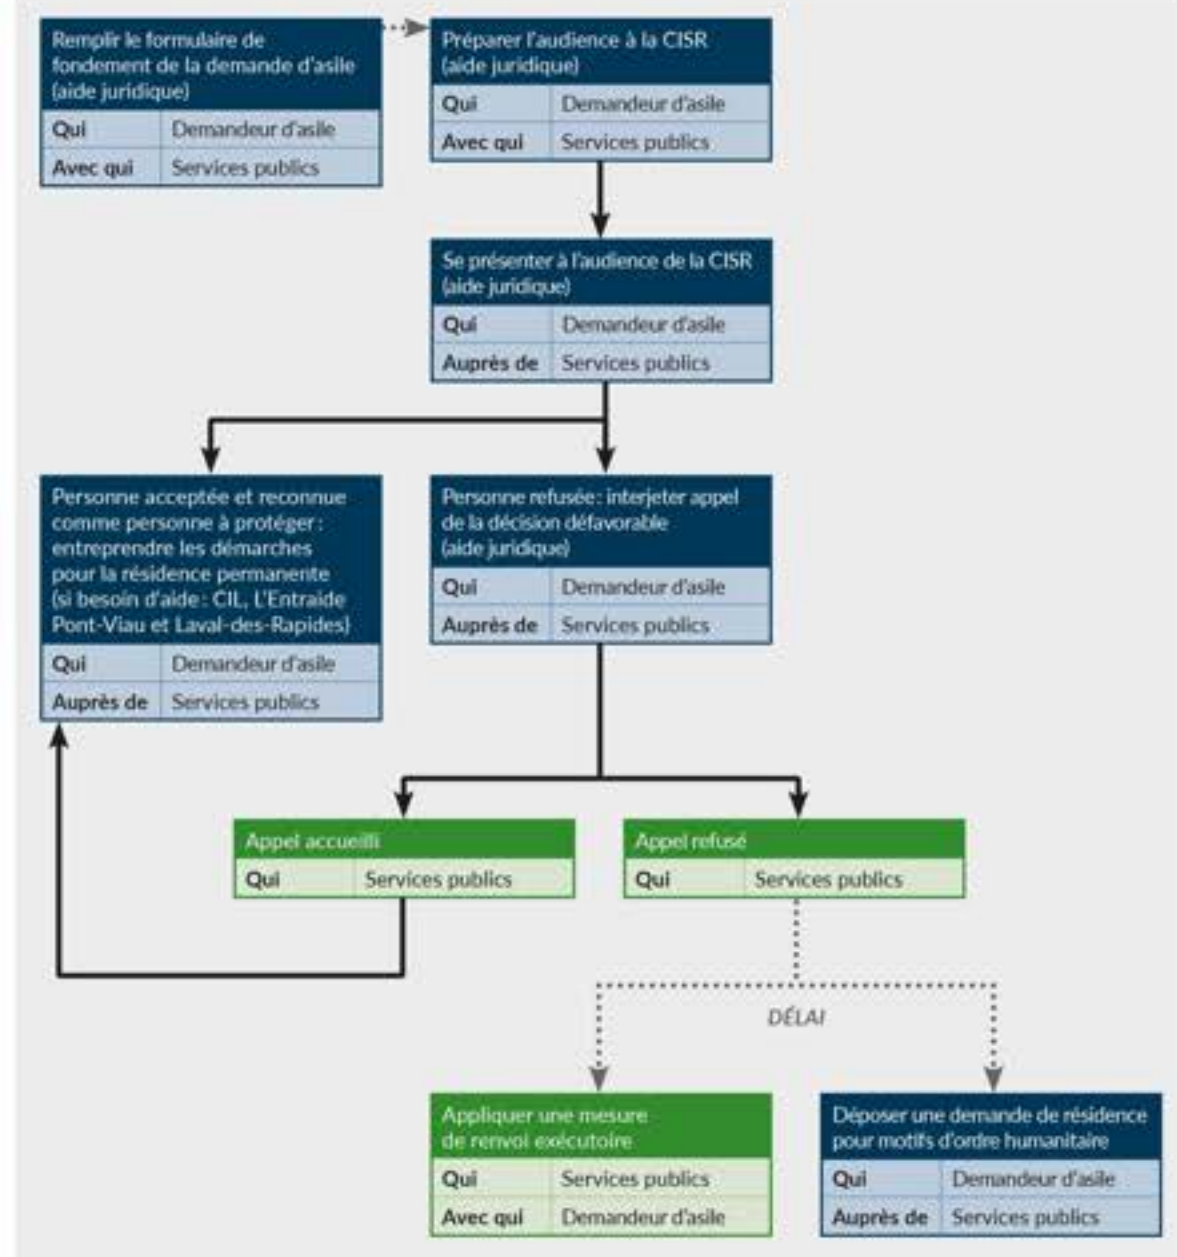 Remplir le formulaire de
fondement de la demande d'asile
(aide juridique)
Qui Demandeur d'asile
Avec qui Services publics
Préparer l'audience à la CISR
(aide juridique)
Qui Demandeur d'asile
Avec qui Services publics
Se présenter à l'audience de la CISR
(aide juridique)
Qui Demandeur d'asile
Auprès de Services publics
Personne acceptée et reconnue
comme personne à protéger :
entreprendre les démarches
pour la résidence permanente
(si besoin d'aide : CIL, L'Entraide
Pont-Viau et Laval-des-Rapides)
Qui Demandeur d'asile
Auprès de Services publics
Personne refusée : interjeter appel
de la décision défavorable
(aide juridique)
Qui Demandeur d'asile
Auprès de Services publics
Appel accueilli
Qui Services publics
Appel refusé
Qui Services publics
DÉLAI
Appliquer une mesure
de renvoi exécutoire
Qui Services publics
Avec qui Demandeur d'asile
Déposer une demande de résidence
pour motifs d'ordre humanitaire
Qui Demandeur d'asile
Auprès de Services publics